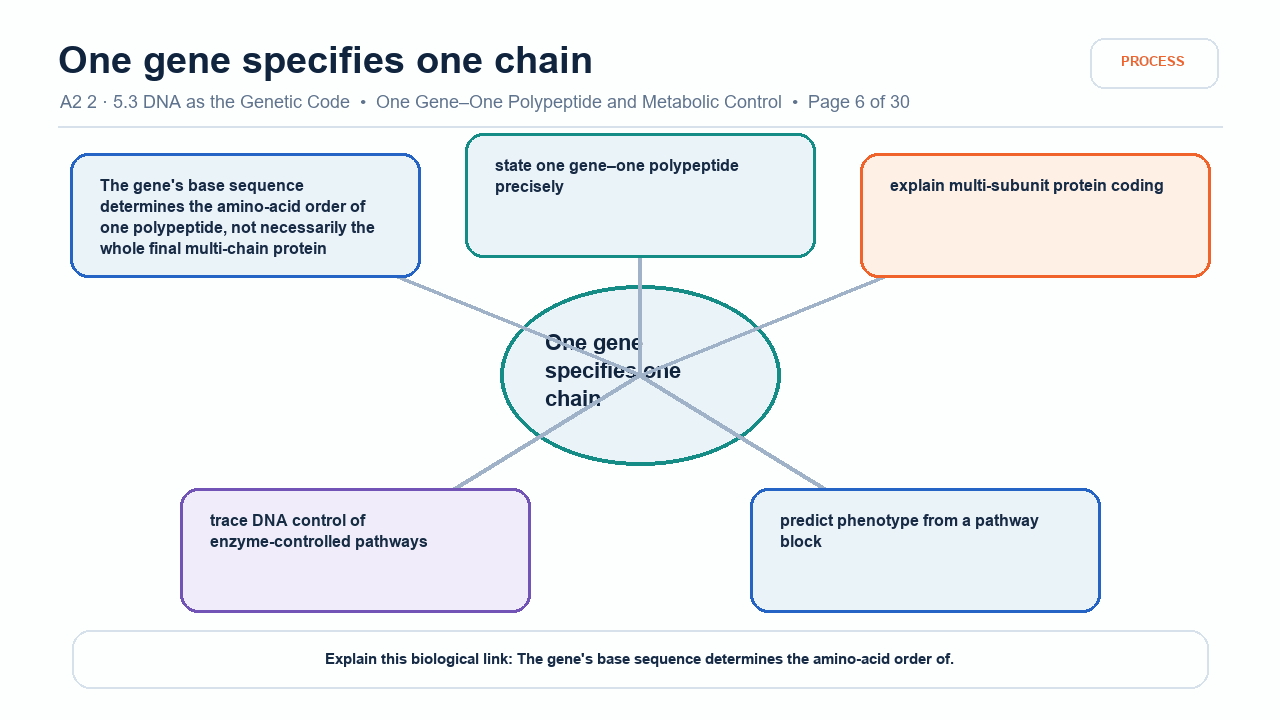 One gene specifies one chain
PROCESS
A2 2 · 5.3 DNA as the Genetic Code • One Gene–One Polypeptide and Metabolic Control • Page 6 of 30
The gene's base sequence
determines the amino-acid order of
one polypeptide, not necessarily the
whole final multi-chain protein
state one gene–one polypeptide
precisely
explain multi-subunit protein coding
One gene
specifies one
chain
trace DNA control of
enzyme-controlled pathways
predict phenotype from a pathway
block
Explain this biological link: The gene's base sequence determines the amino-acid order of.